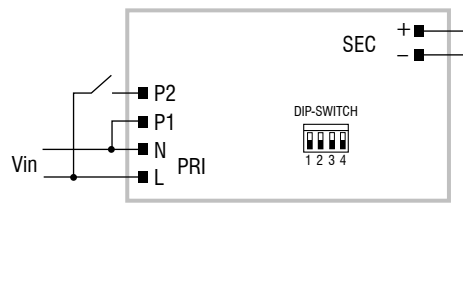 +
SEC
–
P2
P1
DIP-SWITCH
N
1 2 3 4
Vin
PRI
L